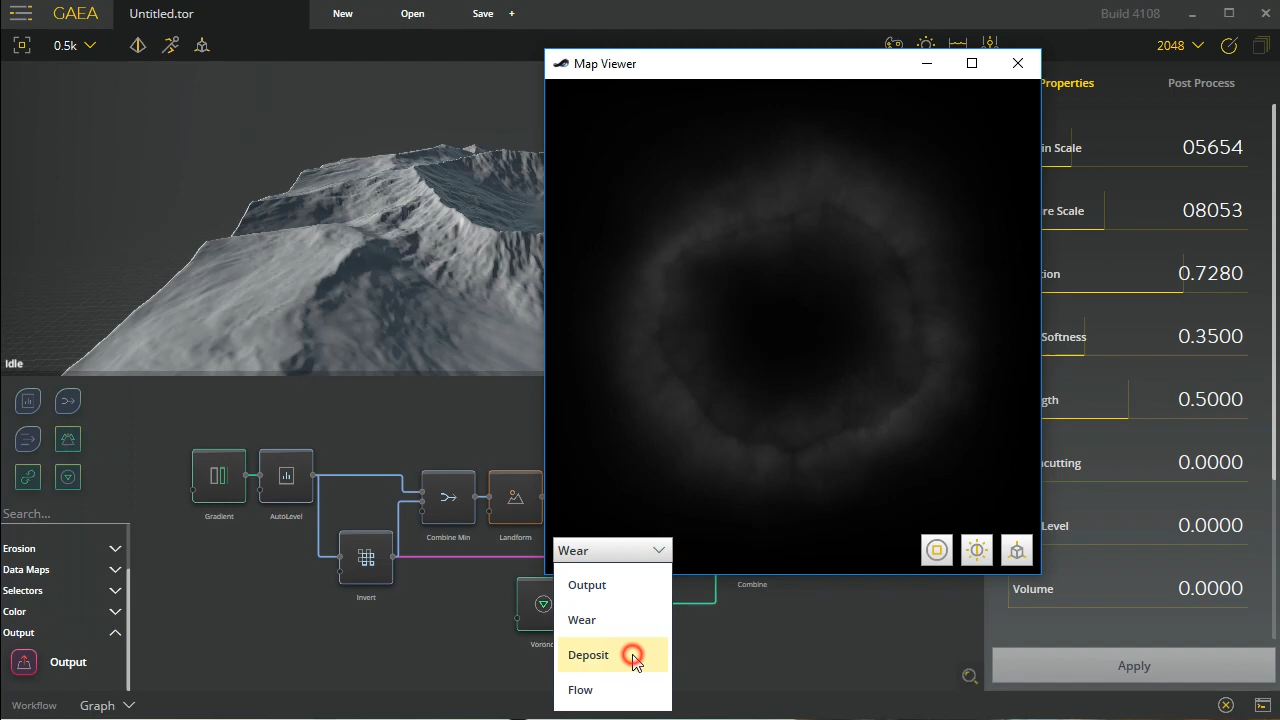 GAEA
Untitled.tor
New
Open
Save
+
Build 4108
0.5k
2048
Map Viewer
Properties
Post Process
in Scale
05654
re Scale
08053
ion
0.7280
Softness
0.3500
gth
0.5000
cutting
0.0000
Level
0.0000
Volume
0.0000
Apply
Idle
Search...
Erosion
Data Maps
Selectors
Color
Output
Output
Gradient
AutoLevel
Invert
Combine Min
Landform
Voron
Combine
Wear
Output
Wear
Deposit
Flow
Workflow
Graph